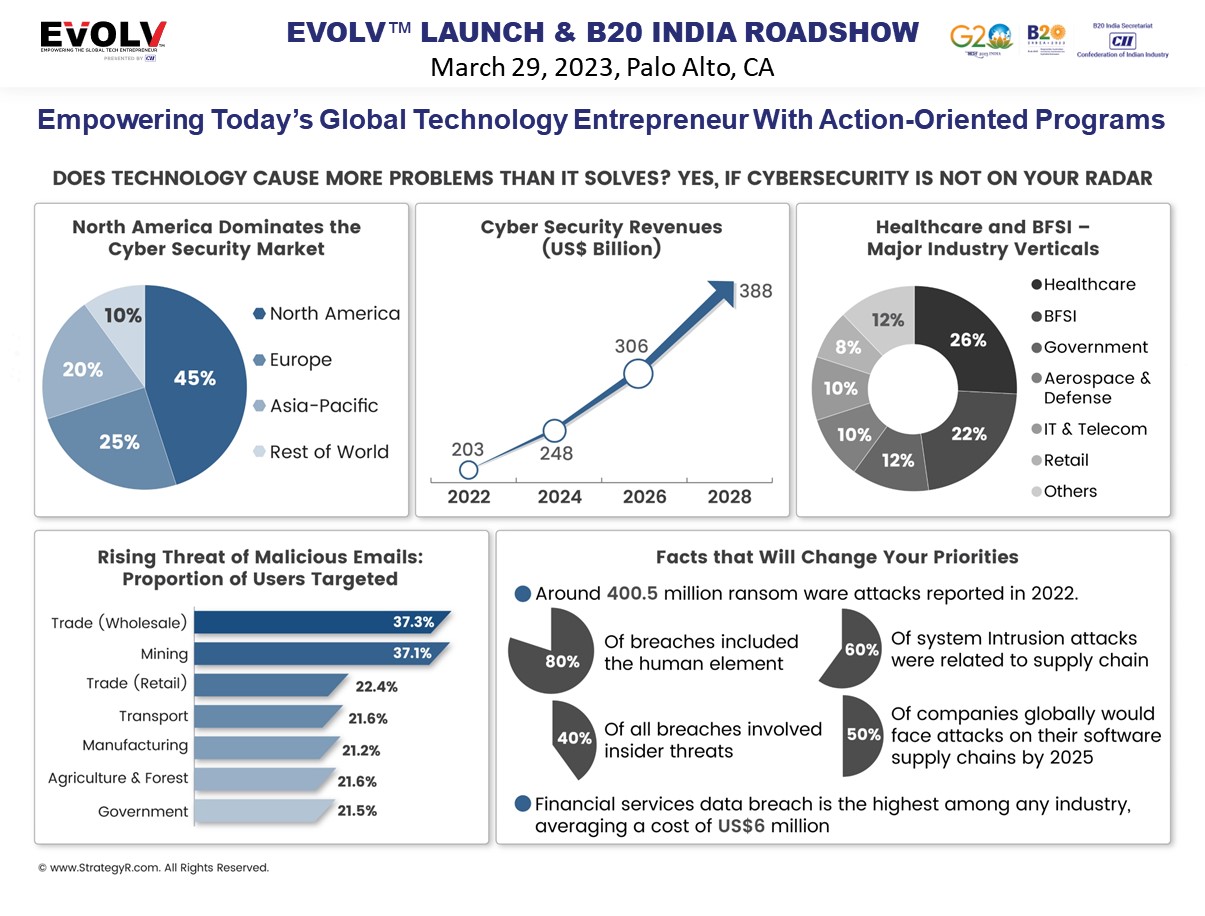 EVOLV™
EMPOWERING THE GLOBAL TECH ENTREPRENEUR
PRESENTED BY CII
EVOLV™ LAUNCH & B20 INDIA ROADSHOW
March 29, 2023, Palo Alto, CA
G20
B20
B20 India Secretariat
CII
Confederation of Indian Industry
Empowering Today's Global Technology Entrepreneur With Action-Oriented Programs
DOES TECHNOLOGY CAUSE MORE PROBLEMS THAN IT SOLVES? YES, IF CYBERSECURITY IS NOT ON YOUR RADAR
North America Dominates the
Cyber Security Market
10%
20%
45%
25%
North America
Europe
Asia-Pacific
Rest of World
Cyber Security Revenues
(US$ Billion)
388
306
203
248
2022
2024
2026
2028
Healthcare and BFSI –
Major Industry Verticals
12%
26%
8%
10%
10%
22%
12%
Healthcare
BFSI
Government
Aerospace &
Defense
IT & Telecom
Retail
Others
Rising Threat of Malicious Emails:
Proportion of Users Targeted
Trade (Wholesale) 37.3%
Mining 37.1%
Trade (Retail) 22.4%
Transport 21.6%
Manufacturing 21.2%
Agriculture & Forest 21.6%
Government 21.5%
Facts that Will Change Your Priorities
Around 400.5 million ransom ware attacks reported in 2022.
80%
Of breaches included
the human element
60%
Of system Intrusion attacks
were related to supply chain
40%
Of all breaches involved
insider threats
50%
Of companies globally would
face attacks on their software
supply chains by 2025
Financial services data breach is the highest among any industry,
averaging a cost of US$6 million
© www.StrategyR.com. All Rights Reserved.